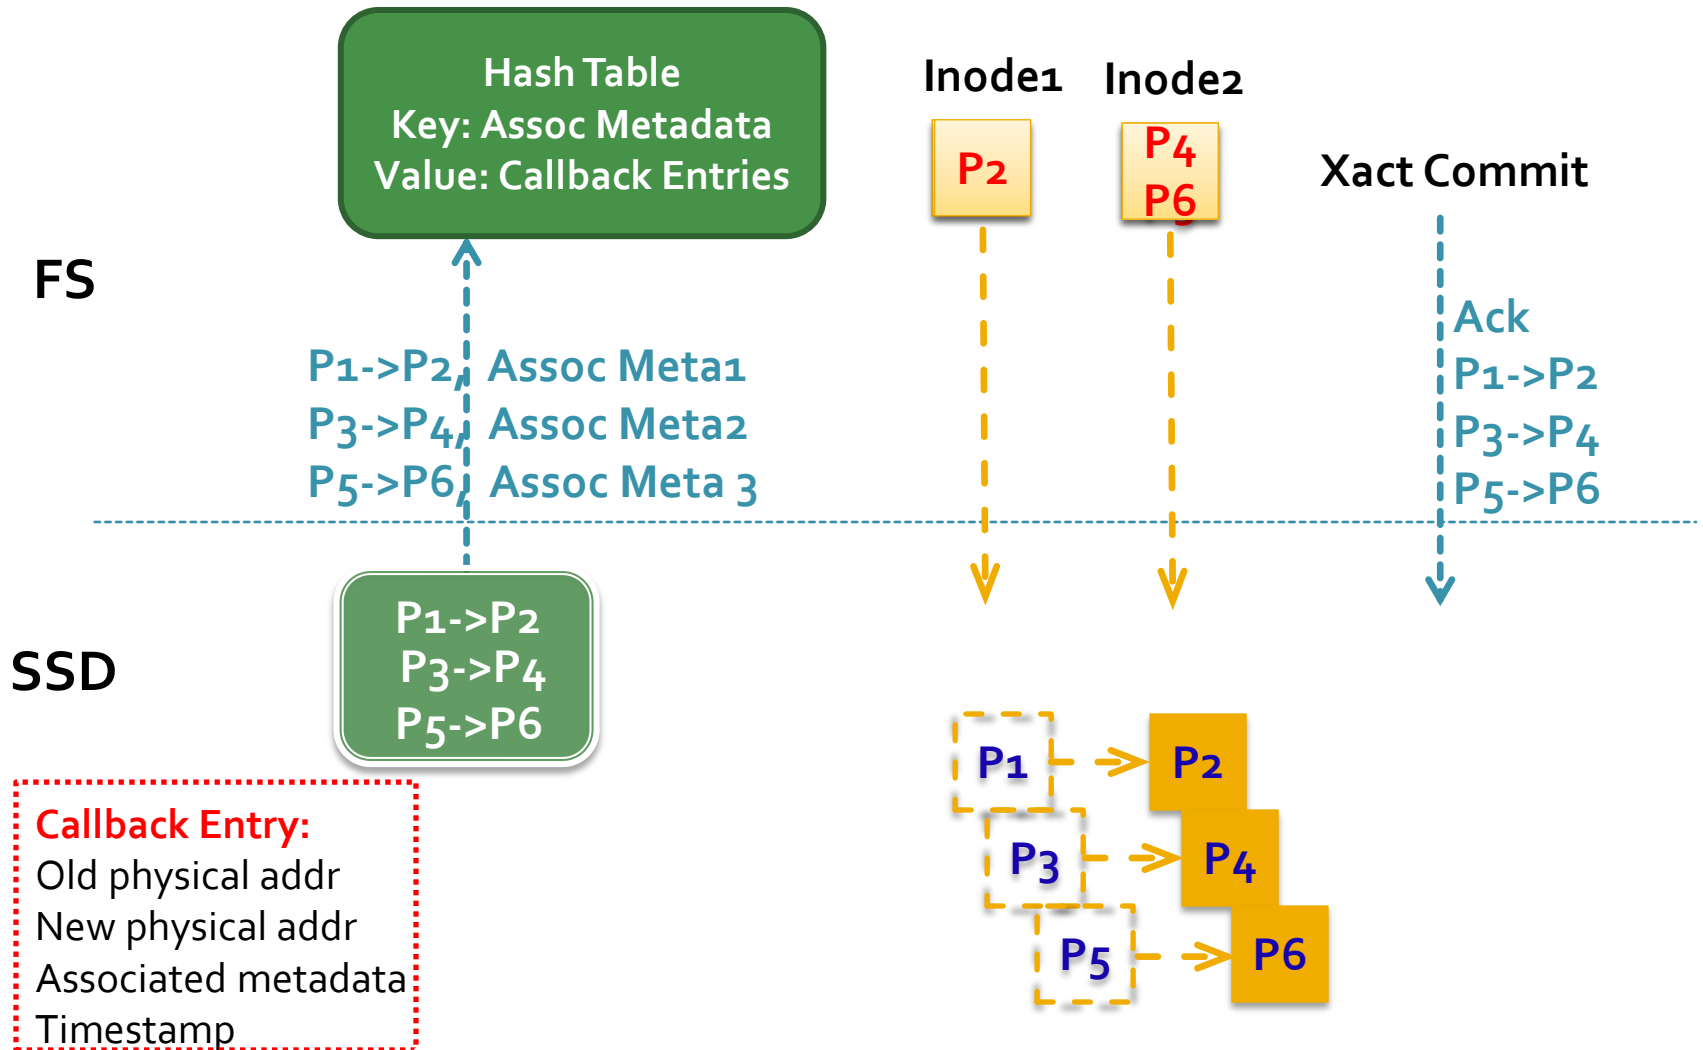 Hash Table
Key: Assoc Metadata
Value: Callback Entries
Inode1
Inode2
P2
P4
P6
Xact Commit
FS
Ack
P1->P2, Assoc Meta1
P3->P4, Assoc Meta2
P5->P6, Assoc Meta 3
P1->P2
P3->P4
P5->P6
SSD
P1->P2
P3->P4
P5->P6
P1
P2
P3
P4
P5
P6
Callback Entry:
Old physical addr
New physical addr
Associated metadata
Timestamp